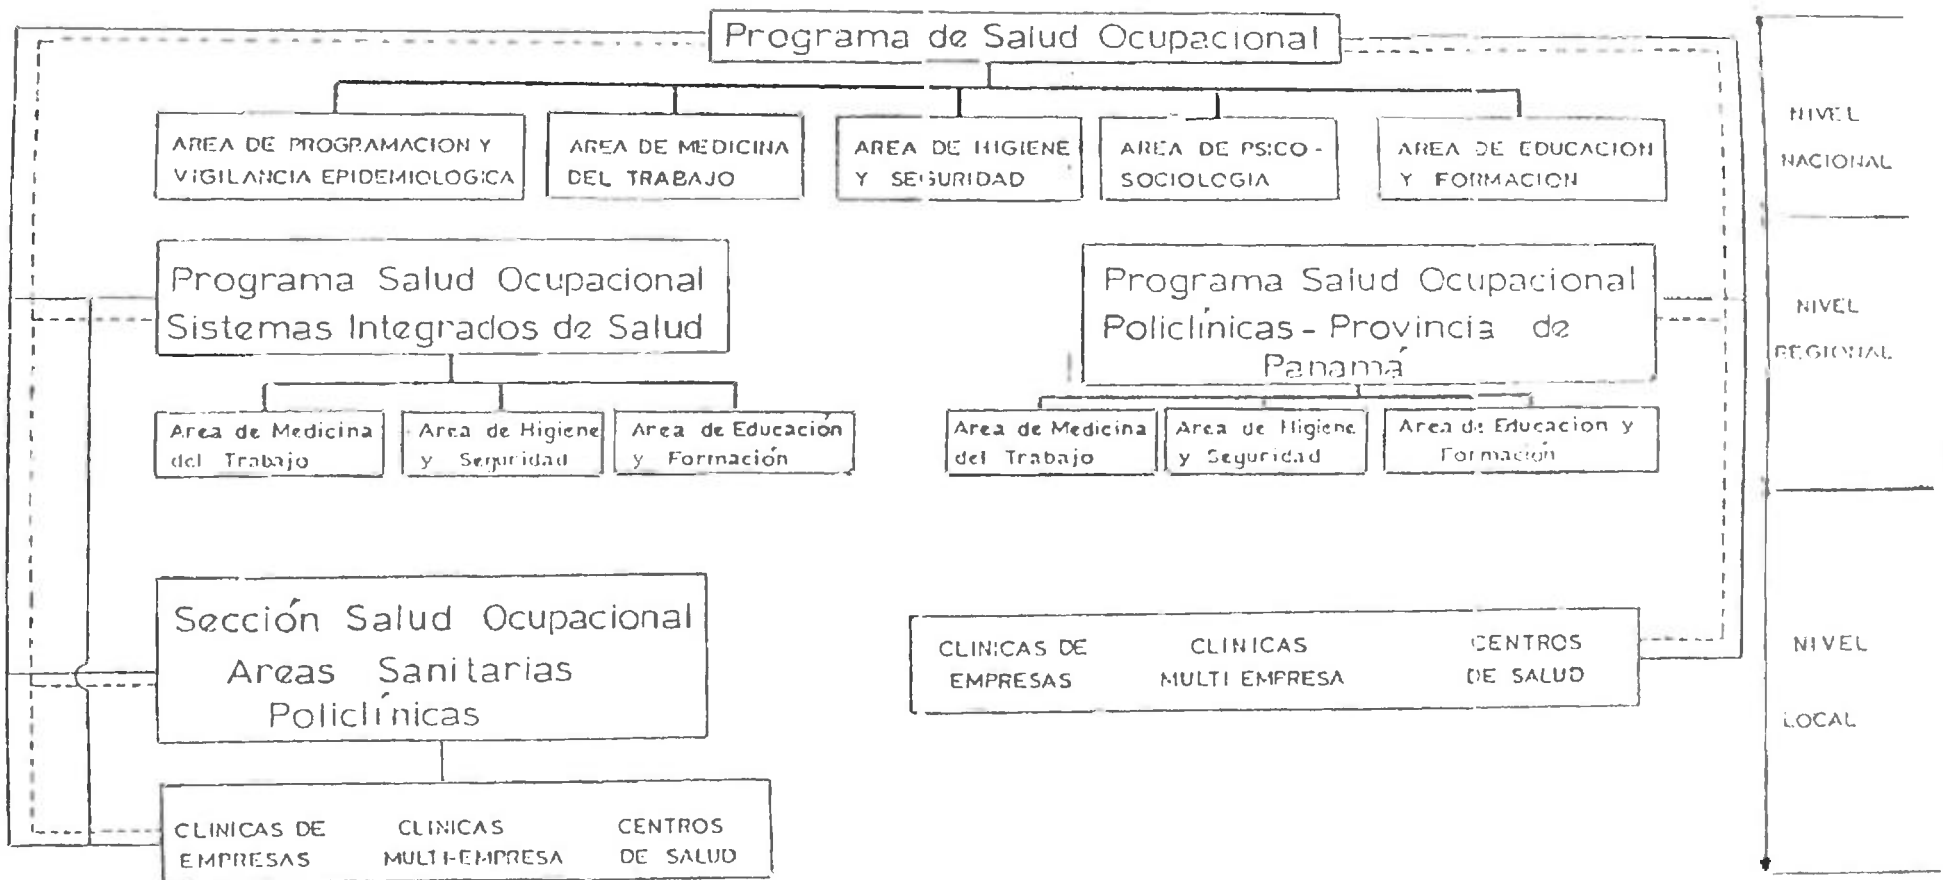 Programa de Salud Ocupacional
AREA DE PROGRAMACION Y
VIGILANCIA EPIDEMIOLOGICA
AREA DE MEDICINA
DEL TRABAJO
AREA DE HIGIENE
Y SEGURIDAD
AREA DE PSICO-
SOCIOLOGIA
AREA DE EDUCACION
Y FORMACION
NIVEL
NACIONAL
Programa Salud Ocupacional
Sistemas Integrados de Salud
Programa Salud Ocupacional
Policlínicas - Provincia de
Panamá
NIVEL
REGIONAL
Area de Medicina
del Trabajo
Area de Higiene
y Seguridad
Area de Educación
y Formación
Area de Medicina
del Trabajo
Area de Higiene
y Seguridad
Area de Educacion y
Formación
Sección Salud Ocupacional
Areas Sanitarias
Policlínicas
CLINICAS DE
EMPRESAS
CLINICAS
MULTI EMPRESA
CENTROS
DE SALUD
NIVEL
LOCAL
CLINICAS DE
EMPRESAS
CLINICAS
MULTI-EMPRESA
CENTROS
DE SALUD